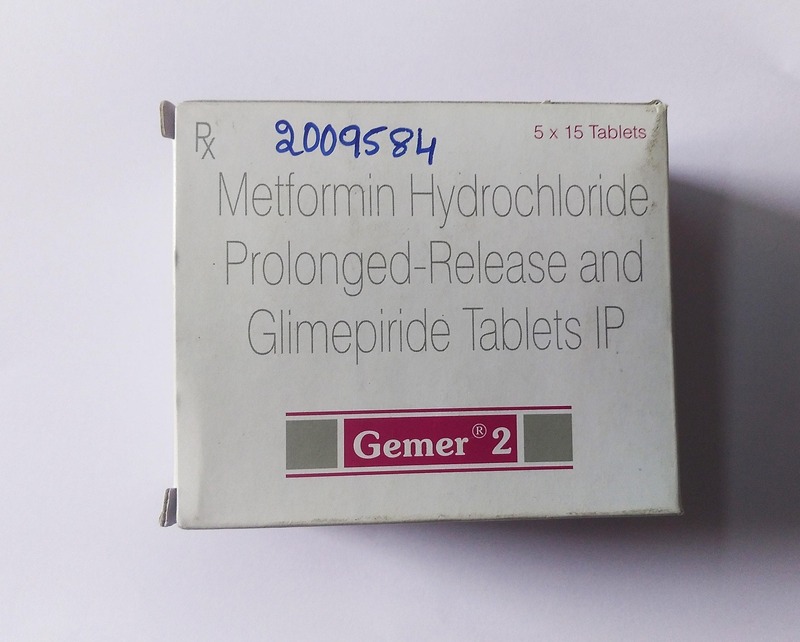 Rx 2009584 5 x 15 Tablets
Metformin Hydrochloride
Prolonged-Release and
Glimepiride Tablets IP
Gemer® 2